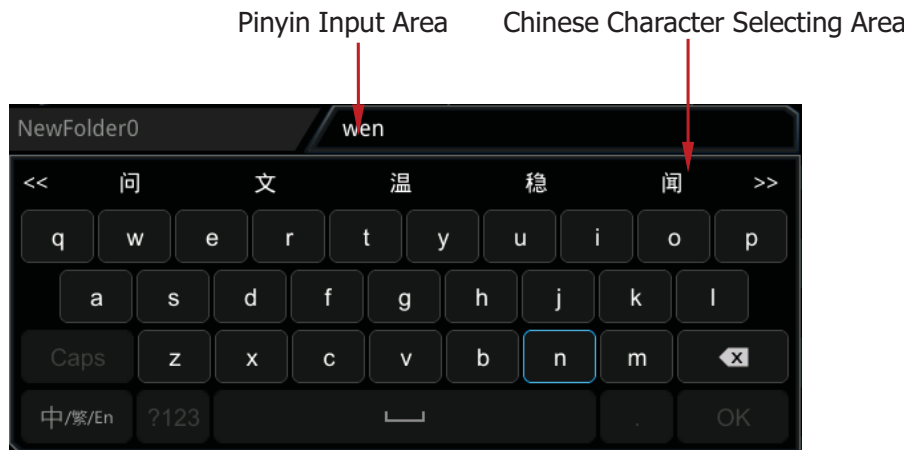 Pinyin Input Area Chinese Character Selecting Area
NewFolder0 wen
<< 问 文 温 稳 闻 >>
q w e r t y u i o p
a s d f g h j k l
Caps z x c v b n m x
中/繁/En ?123 . OK